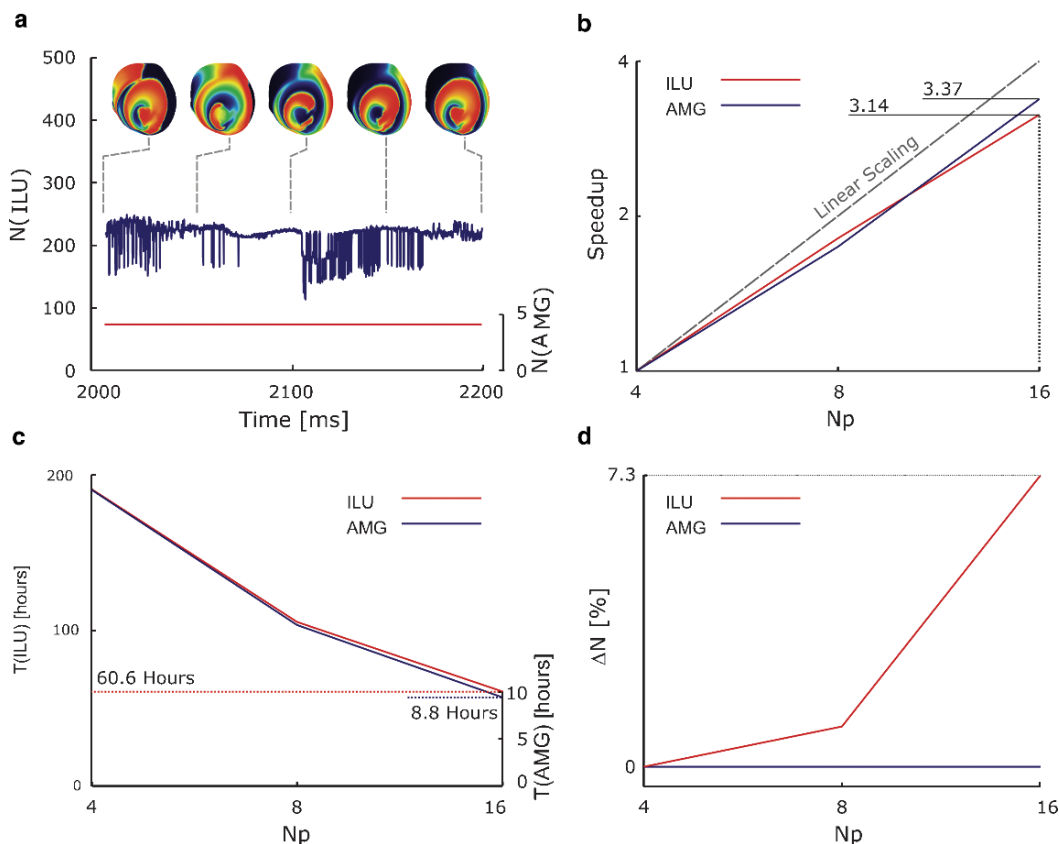 a
500
400
300
200
100
0
N(ILU)
5
0
N(AMG)
2000
2100
2200
Time [ms]
b
4
2
1
Speedup
ILU
AMG
3.37
3.14
Linear Scaling
4
8
16
Np
c
200
100
0
T(ILU) [hours]
ILU
AMG
60.6 Hours
8.8 Hours
10
5
0
T(AMG) [hours]
4
8
16
Np
d
7.3
0
ΔN [%]
ILU
AMG
4
8
16
Np